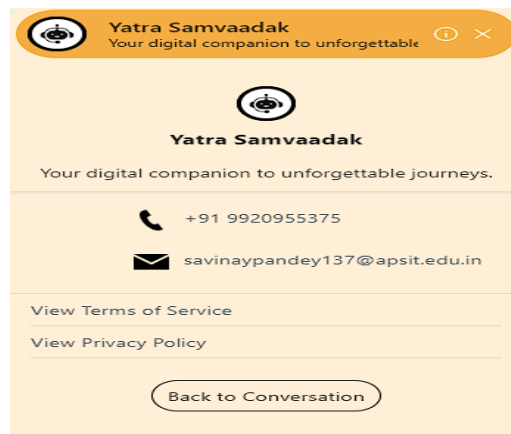 Yatra Samvaadak
Your digital companion to unforgettable
Yatra Samvaadak
Your digital companion to unforgettable journeys.
+91 9920955375
savinaypandey137@apsit.edu.in
View Terms of Service
View Privacy Policy
Back to Conversation